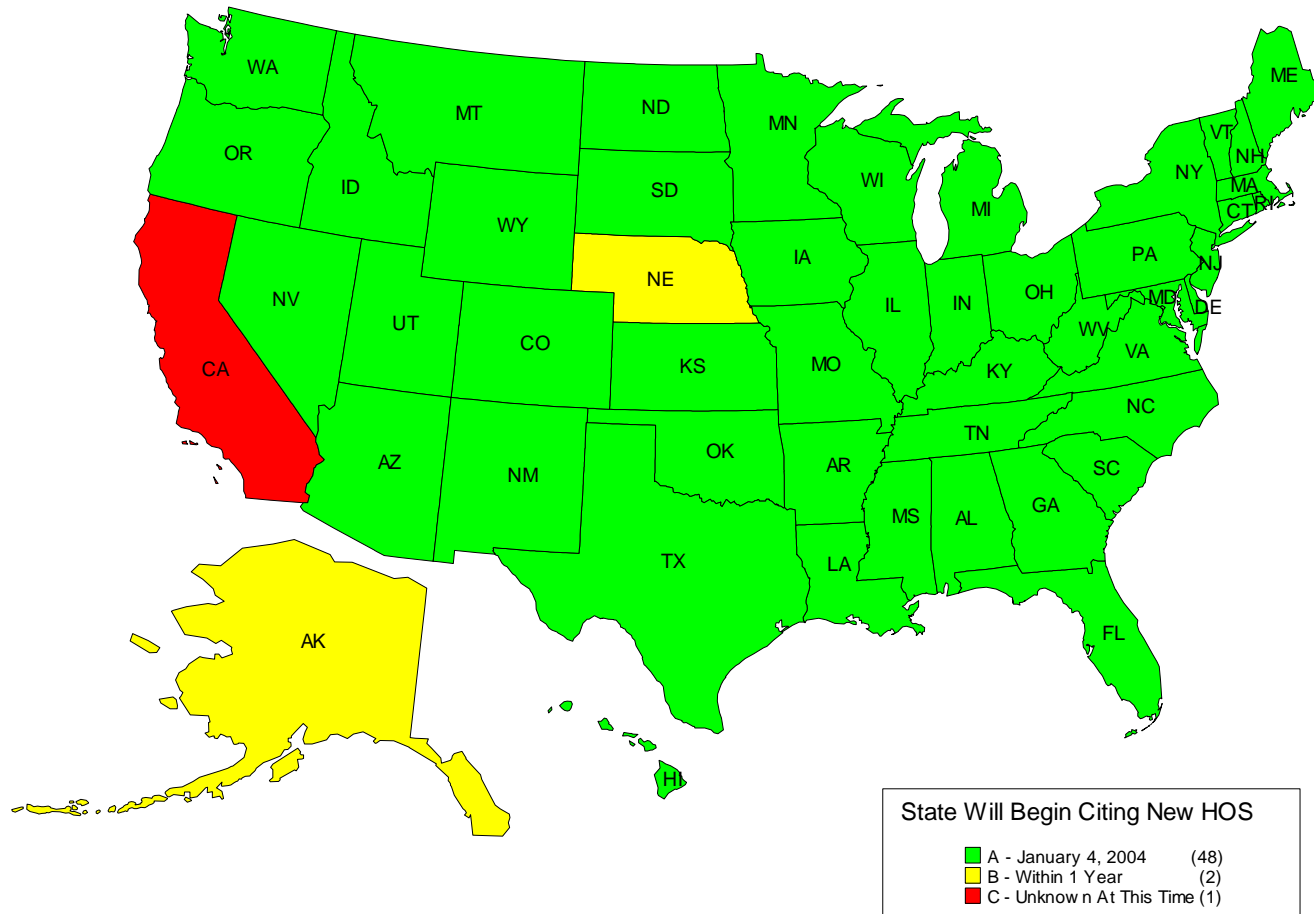 WA
MT
ND
MN
ME
OR
ID
SD
WI
VT
NH
NY
MA
WY
MI
CT
RI
IA
PA
NE
NJ
NV
UT
IL
IN
OH
MD
DE
CO
WV
VA
CA
KS
MO
KY
NC
TN
AZ
NM
OK
AR
SC
MS
AL
GA
TX
LA
AK
FL
HI
State Will Begin Citing New HOS
A - January 4, 2004 (48)
B - Within 1 Year (2)
C - Unknown At This Time (1)